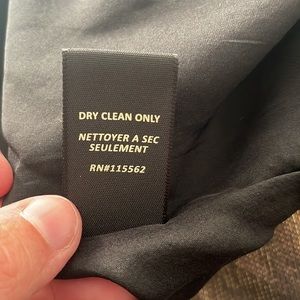 DRY CLEAN ONLY
NETTOYER A SEC
SEULEMENT
RN#115562